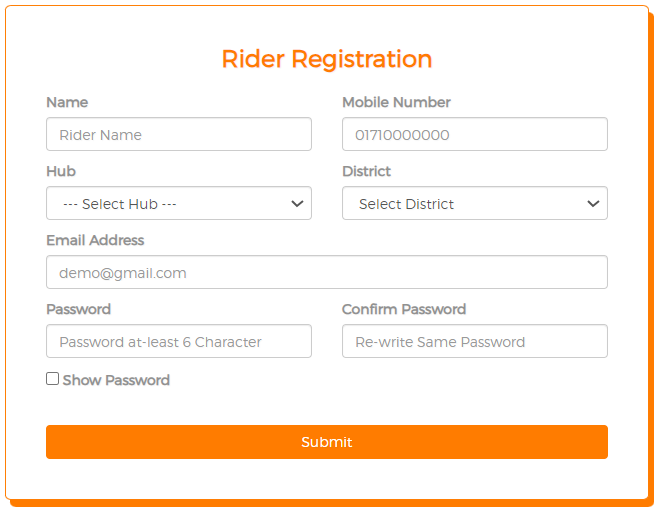 Rider Registration
Name Mobile Number
Rider Name 01710000000
Hub District
--- Select Hub --- Select District
Email Address
demo@gmail.com
Password Confirm Password
Password at-least 6 Character Re-write Same Password
Show Password
Submit